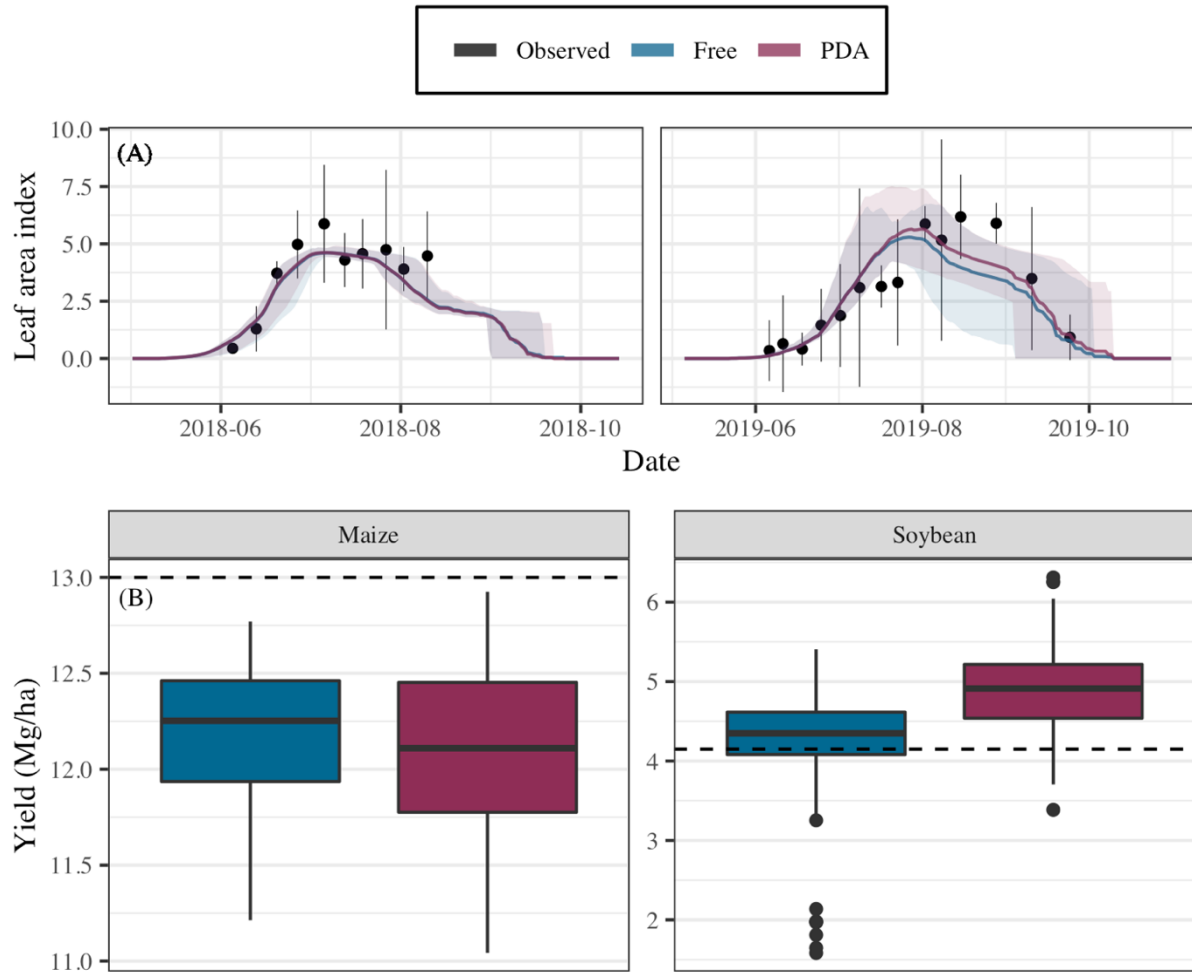 Observed Free PDA
(A)
Leaf area index
10.0
7.5
5.0
2.5
0.0
2018-06 2018-08 2018-10 2019-06 2019-08 2019-10
Date
Maize Soybean
(B)
Yield (Mg/ha)
13.0
12.5
12.0
11.5
11.0
6
5
4
3
2